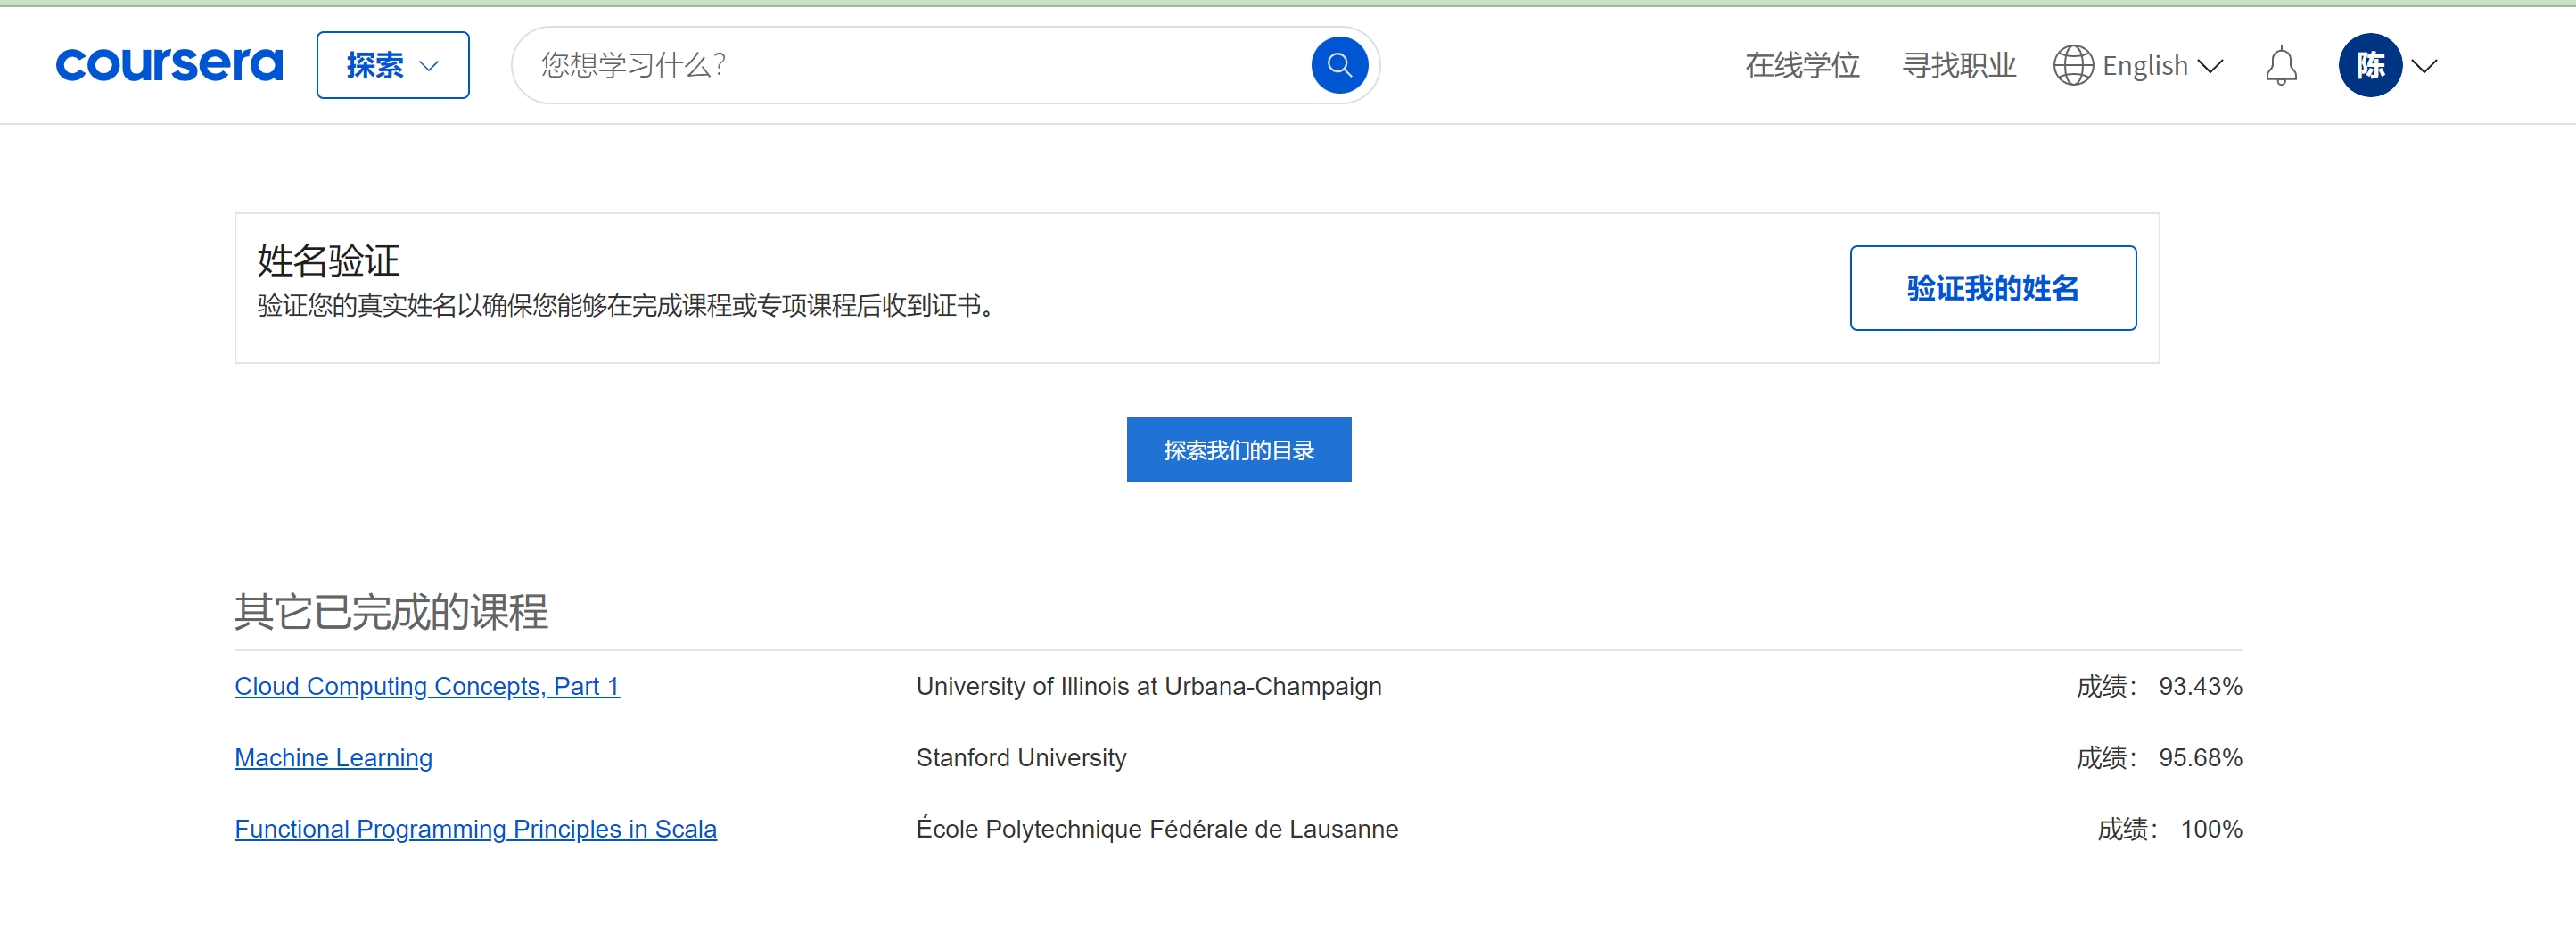 coursera 探索 您想学习什么? 在线学位 寻找职业 English 陈
姓名验证
验证您的真实姓名以确保您能够在完成课程或专项课程后收到证书。
验证我的姓名
探索我们的目录
其它已完成的课程
Cloud Computing Concepts, Part 1 University of Illinois at Urbana-Champaign 成绩： 93.43%
Machine Learning Stanford University 成绩： 95.68%
Functional Programming Principles in Scala École Polytechnique Fédérale de Lausanne 成绩： 100%